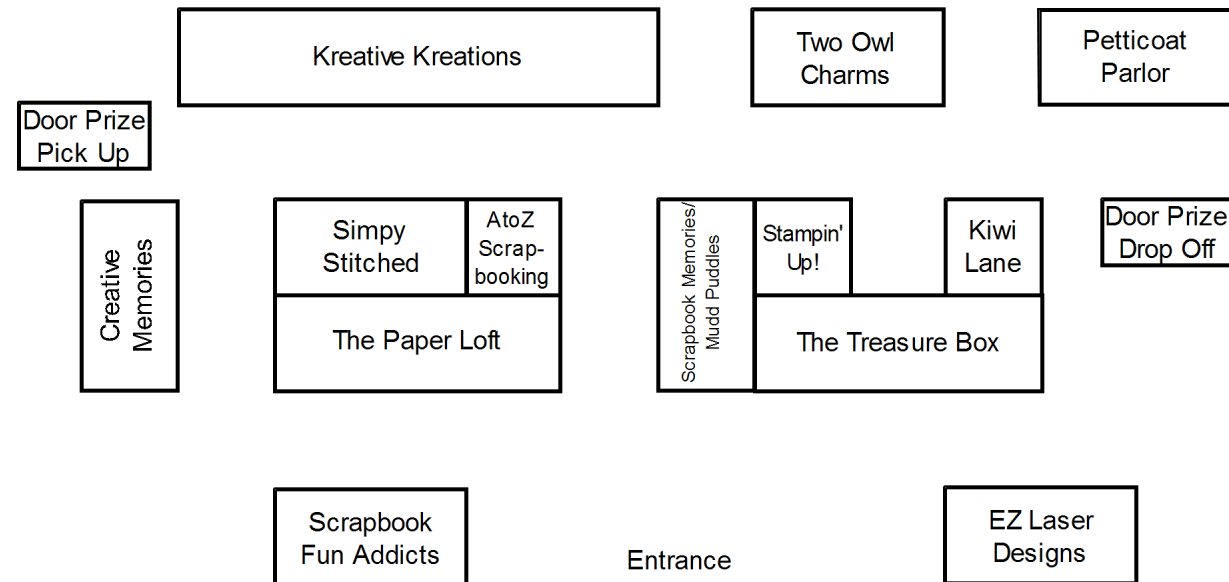 Kreative Kreations
Two Owl
Charms
Petticoat
Parlor
Door Prize
Pick Up
Creative
Memories
Simpy
Stitched
AtoZ
Scrap-
booking
The Paper Loft
Scrapbook Memories/
Mudd Puddles
Stampin'
Up!
Kiwi
Lane
The Treasure Box
Door Prize
Drop Off
Scrapbook
Fun Addicts
Entrance
EZ Laser
Designs